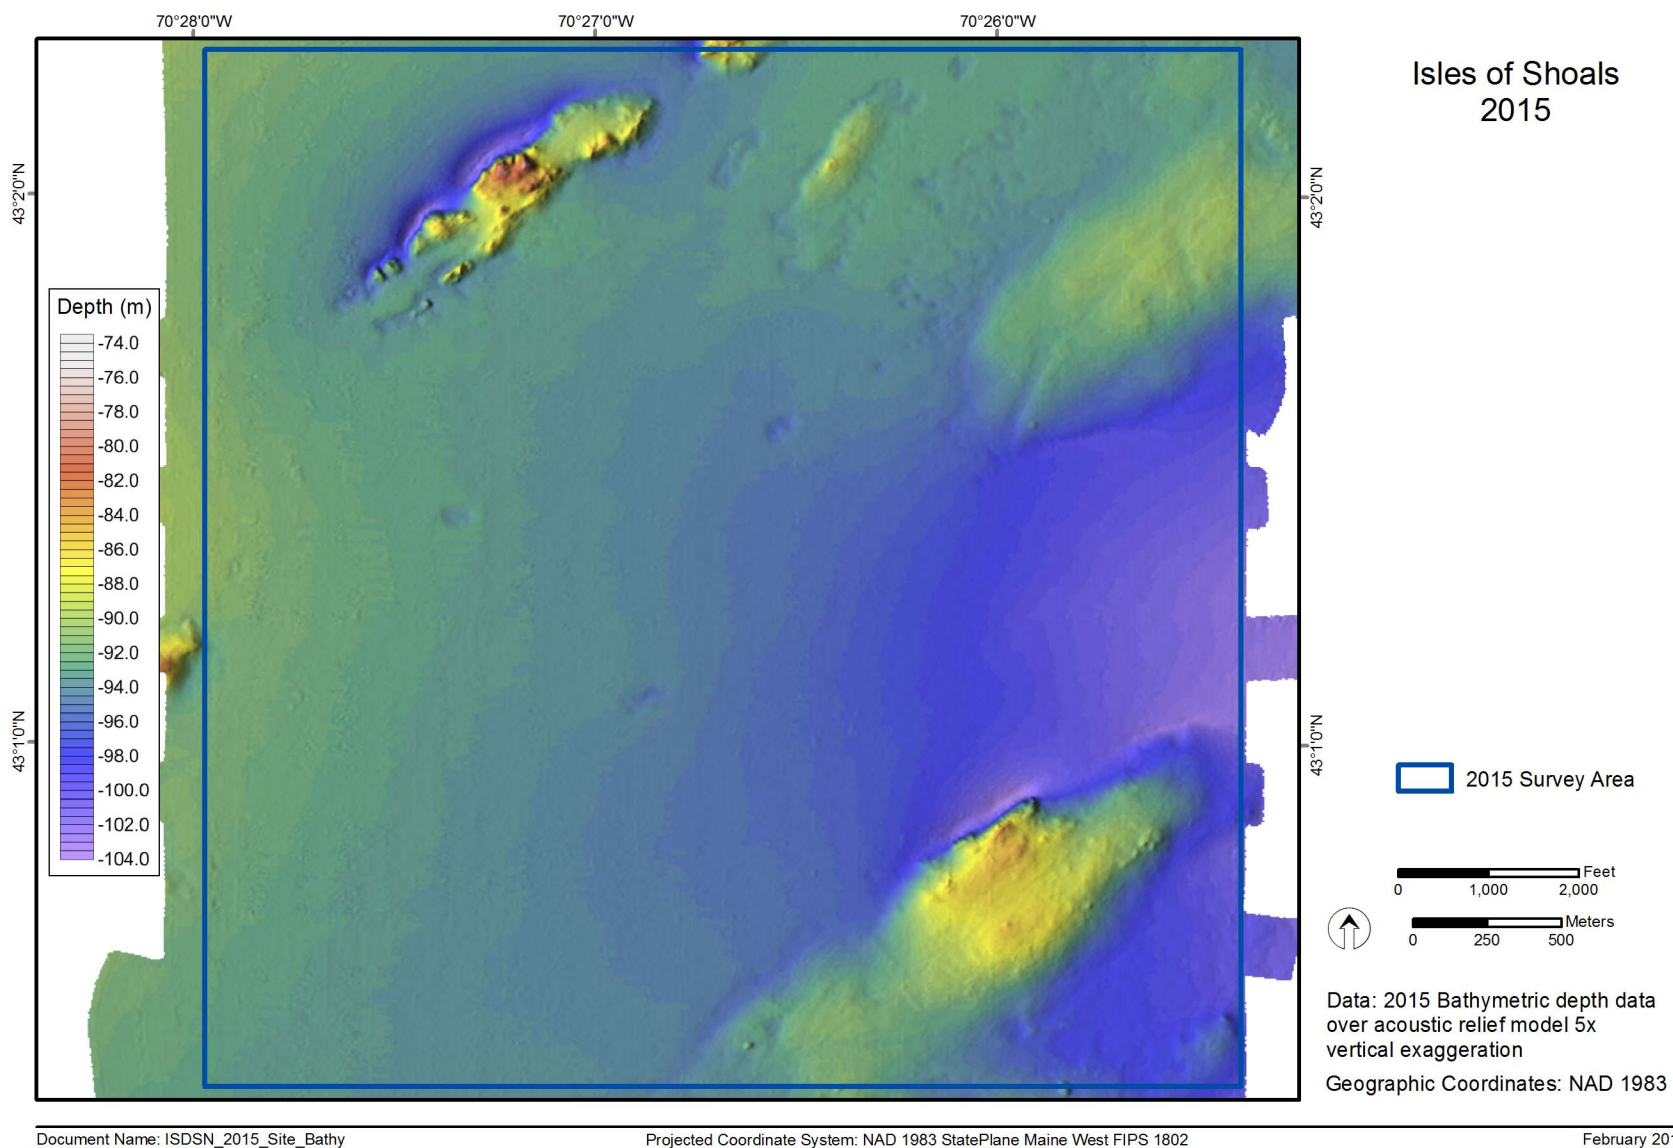 70°28'0"W
70°27'0"W
70°26'0"W
Isles of Shoals
2015
43°2'0"N
43°2'0"N
Depth (m)
-74.0
-76.0
-78.0
-80.0
-82.0
-84.0
-86.0
-88.0
-90.0
-92.0
-94.0
-96.0
-98.0
-100.0
-102.0
-104.0
43°1'0"N
43°1'0"N
2015 Survey Area
Feet
0 1,000 2,000
Meters
0 250 500
Data: 2015 Bathymetric depth data
over acoustic relief model 5x
vertical exaggeration
Geographic Coordinates: NAD 1983
Document Name: ISDSN_2015_Site_Bathy
Projected Coordinate System: NAD 1983 StatePlane Maine West FIPS 1802
February